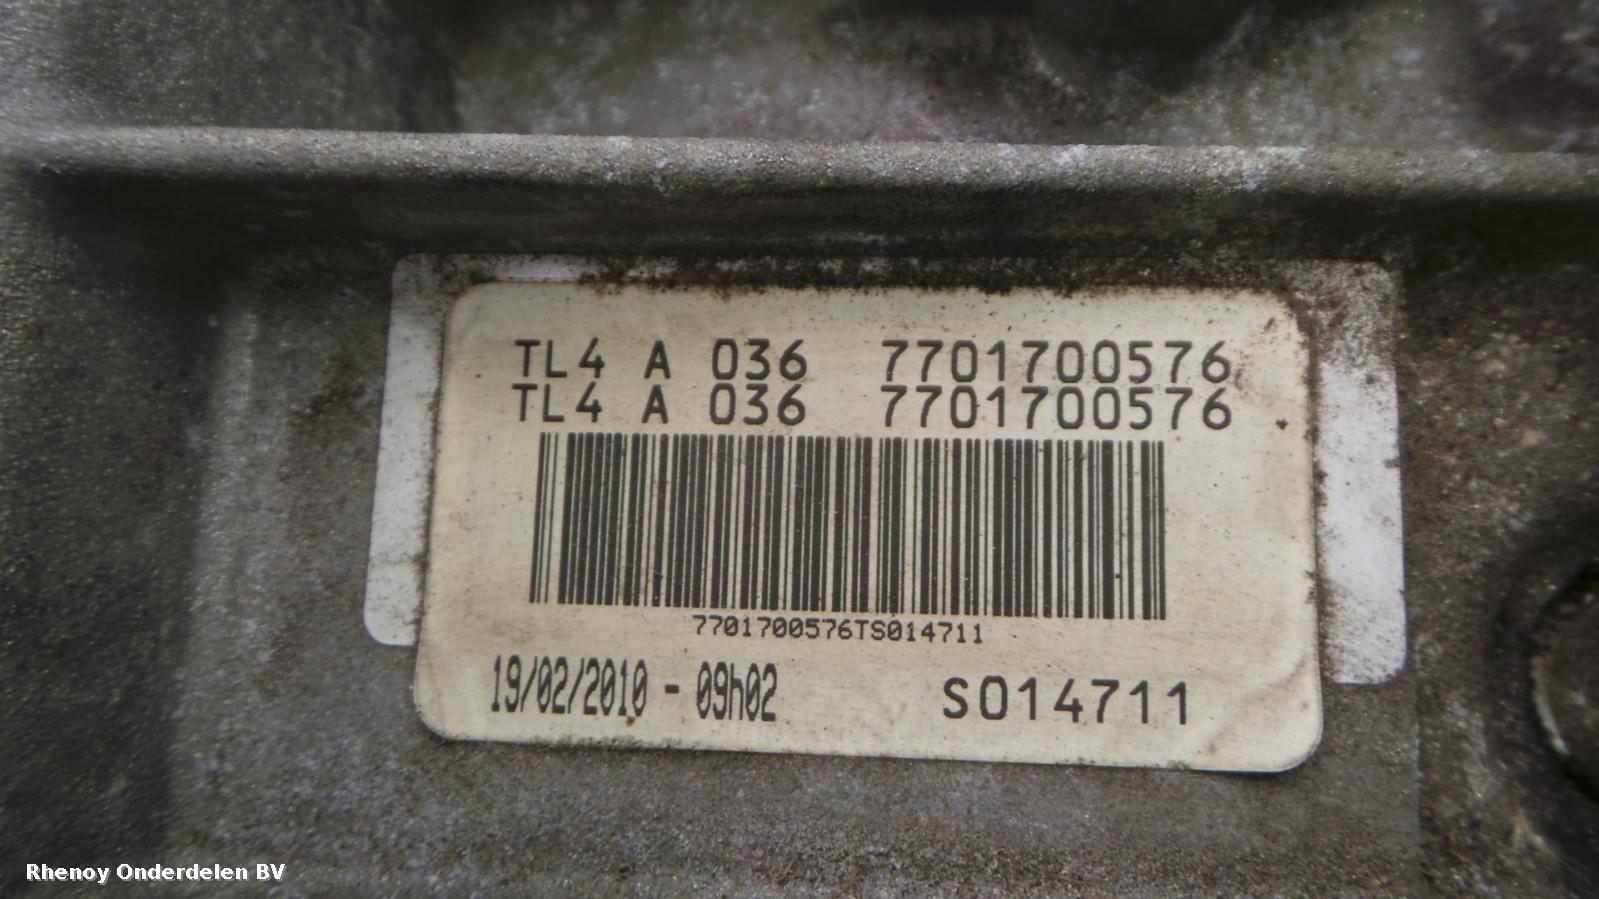 TL4 A 036 7701700576
TL4 A 036 7701700576
7701700576TS014711
19/02/2010 - 09h02 S014711
Rhenoy Onderdelen BV